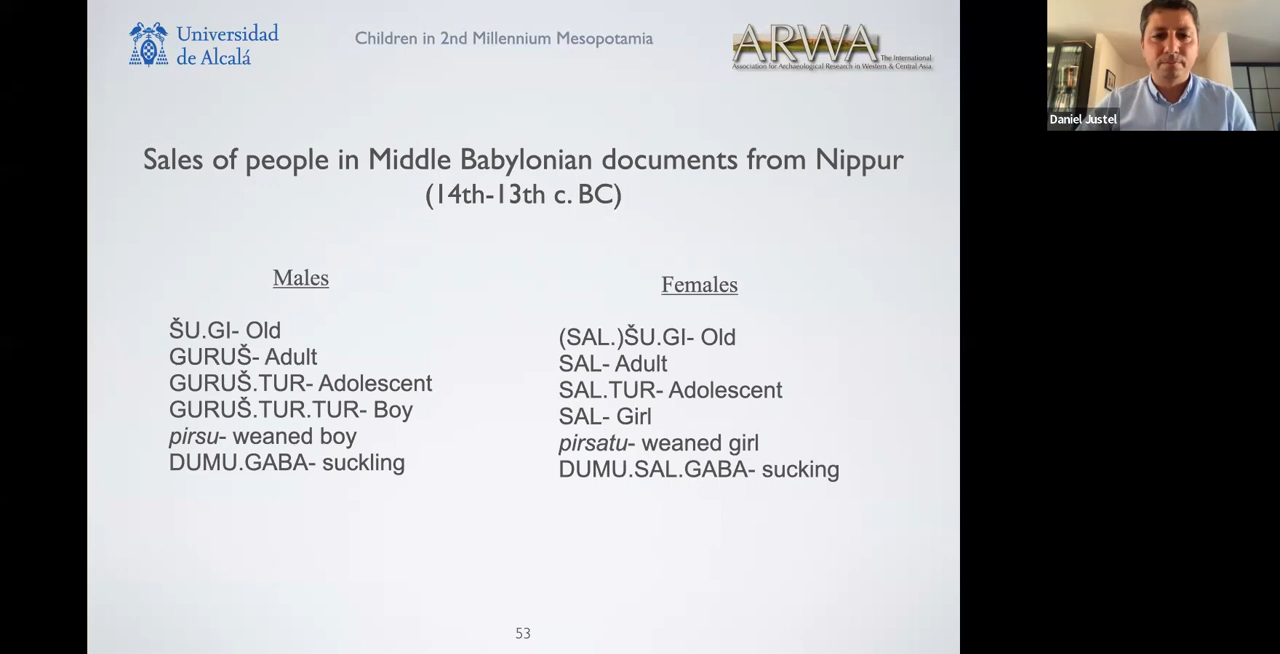 Universidad
de Alcalá
Children in 2nd Millennium Mesopotamia
ARWA
The International
Association for Archaeological Research in Western & Central Asia
Daniel Justel
Sales of people in Middle Babylonian documents from Nippur
(14th-13th c. BC)
Males
ŠU.GI- Old
GURUŠ- Adult
GURUŠ.TUR- Adolescent
GURUŠ.TUR.TUR- Boy
pirsu- weaned boy
DUMU.GABA- suckling
Females
(SAL.)ŠU.GI- Old
SAL- Adult
SAL.TUR- Adolescent
SAL- Girl
pirsatu- weaned girl
DUMU.SAL.GABA- sucking
53